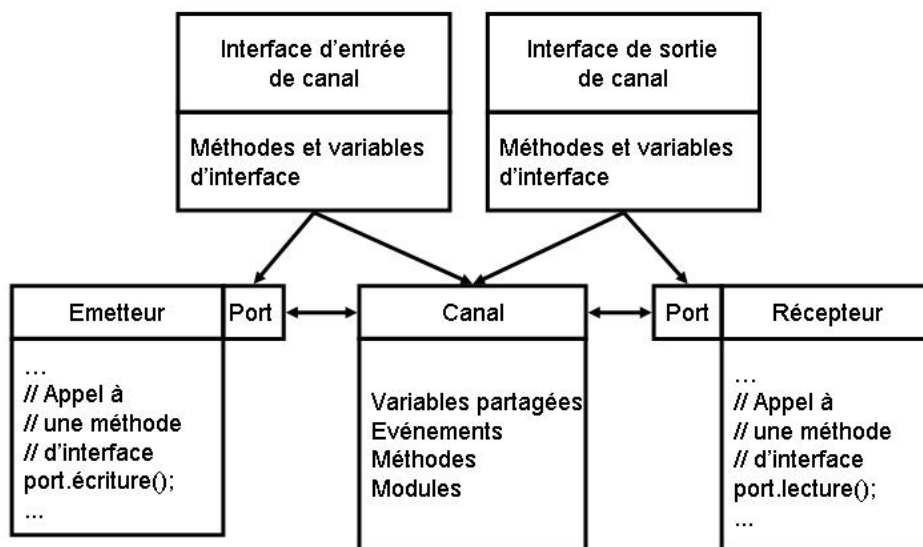 Interface d'entrée
de canal
Méthodes et variables
d'interface
Interface de sortie
de canal
Méthodes et variables
d'interface
Emetteur
Port
...
// Appel à
// une méthode
// d'interface
port.écriture();
...
Canal
Variables partagées
Evénements
Méthodes
Modules
Port
Récepteur
...
// Appel à
// une méthode
// d'interface
port.lecture();
...